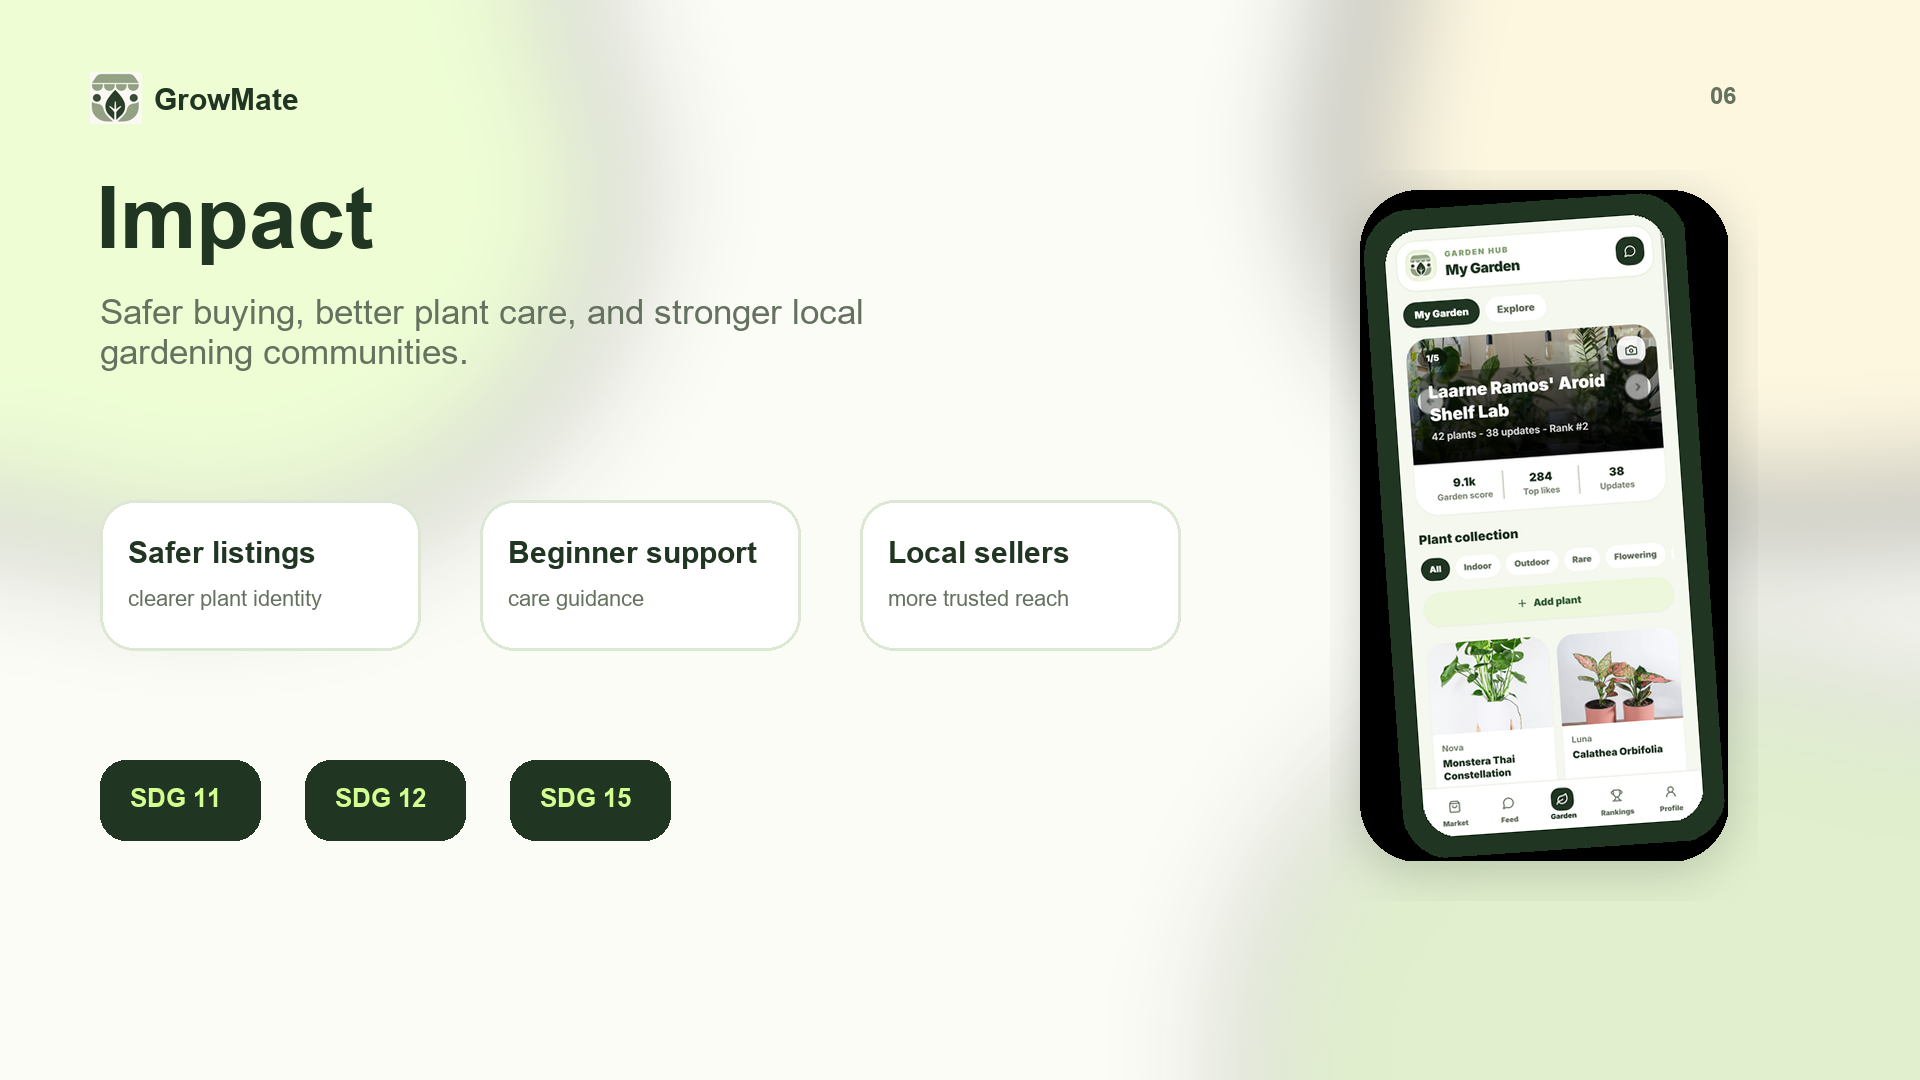 GrowMate
06
Impact
Safer buying, better plant care, and stronger local
gardening communities.
Safer listings
clearer plant identity
Beginner support
care guidance
Local sellers
more trusted reach
SDG 11
SDG 12
SDG 15
GARDEN HUB
My Garden
My Garden
Explore
1/5
Laarne Ramos' Aroid
Shelf Lab
42 plants - 38 updates - Rank #2
9.1k
Garden score
284
Top likes
38
Updates
Plant collection
All
Indoor
Outdoor
Rare
Flowering
+ Add plant
Nova
Monstera Thai
Constellation
Luna
Calathea Orbifolia
Market
Feed
Garden
Rankings
Profile